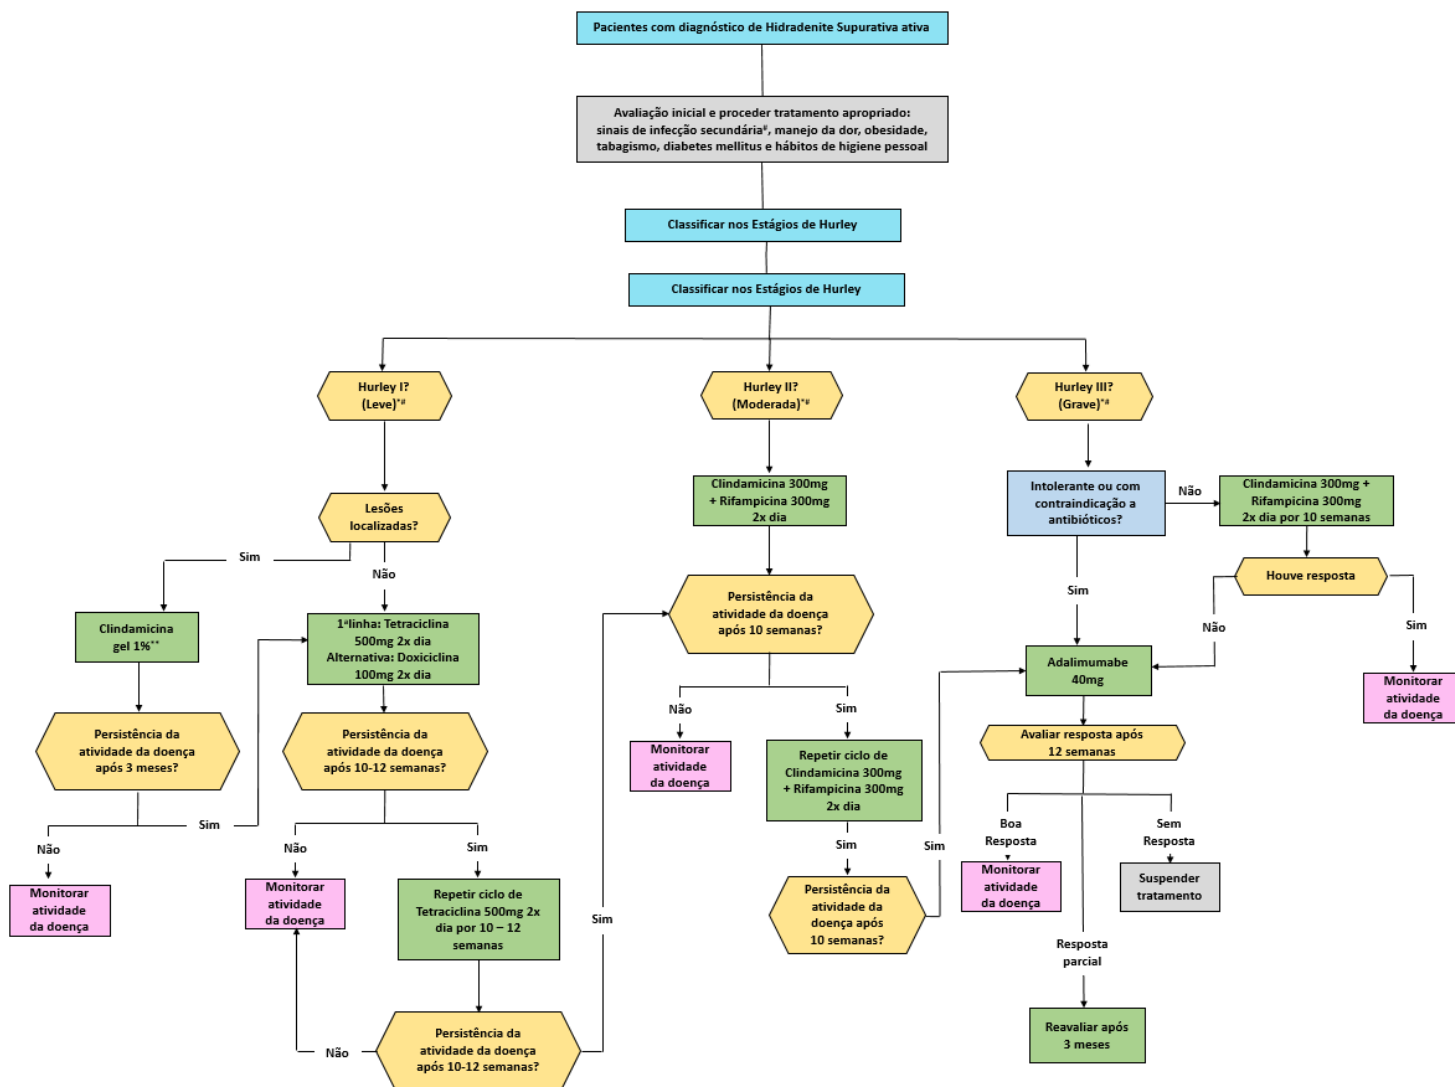 Pacientes com diagnóstico de Hidradenite Supurativa ativa
Avaliação inicial e proceder tratamento apropriado:
sinais de infecção secundária#, manejo da dor, obesidade,
tabagismo, diabetes mellitus e hábitos de higiene pessoal
Classificar nos Estágios de Hurley
Classificar nos Estágios de Hurley
Hurley I?
(Leve)*#
Lesões
localizadas?
Sim
Não
Clindamicina
gel 1%**
Persistência da
atividade da doença
após 3 meses?
Não
Sim
Monitorar
atividade
da doença
1ªlinha: Tetraciclina
500mg 2x dia
Alternativa: Doxiciclina
100mg 2x dia
Persistência da
atividade da doença
após 10-12 semanas?
Não
Sim
Monitorar
atividade
da doença
Repetir ciclo de
Tetraciclina 500mg 2x
dia por 10 – 12
semanas
Persistência da
atividade da doença
após 10-12 semanas?
Não
Sim
Hurley II?
(Moderada)*#
Clindamicina 300mg
+ Rifampicina 300mg
2x dia
Persistência da
atividade da doença
após 10 semanas?
Não
Sim
Monitorar
atividade
da doença
Repetir ciclo de
Clindamicina 300mg
+ Rifampicina 300mg
2x dia
Sim
Persistência da
atividade da
doença após
10 semanas?
Sim
Hurley III?
(Grave)*#
Intolerante ou com
contraindicação a
antibióticos?
Não
Sim
Clindamicina 300mg +
Rifampicina 300mg
2x dia por 10 semanas
Houve resposta
Não
Sim
Monitorar
atividade
da doença
Adalimumabe
40mg
Avaliar resposta após
12 semanas
Boa
Resposta
Sem
Resposta
Monitorar
atividade
da doença
Suspender
tratamento
Resposta
parcial
Reavaliar após
3 meses